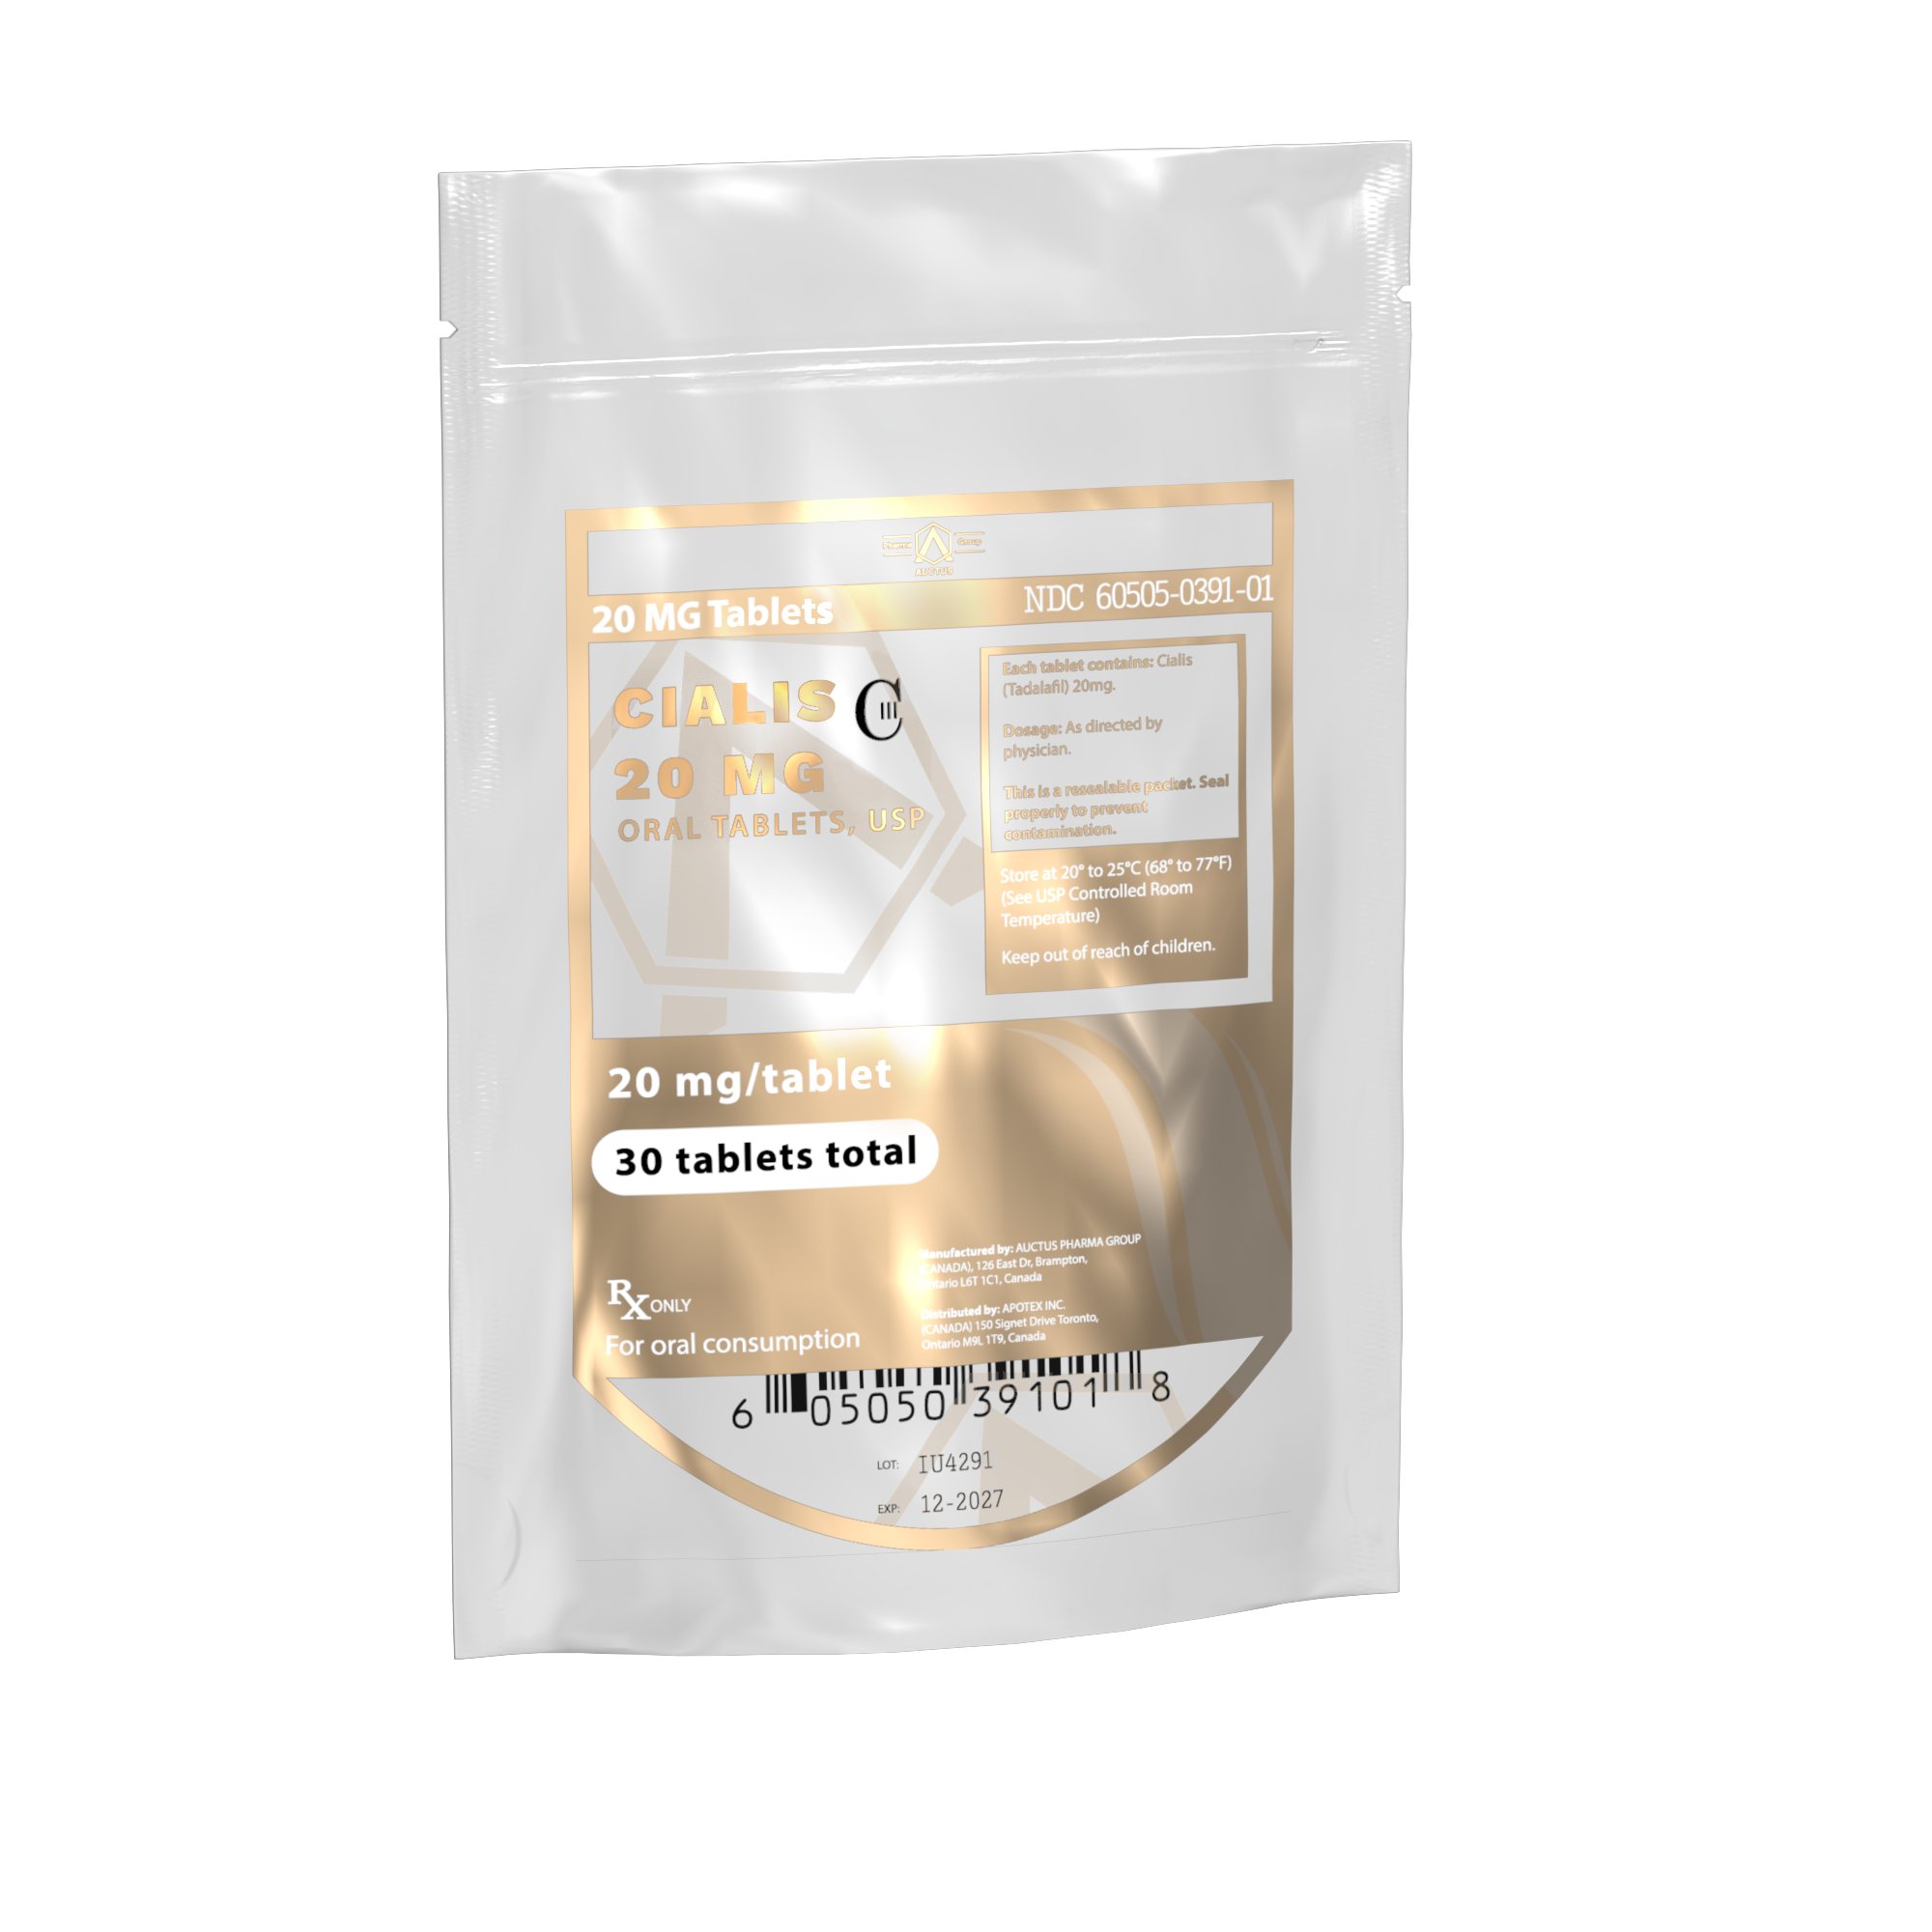 Pharma
Group
AUCTUS
20 MG Tablets
NDC 60505-0391-01
CIALIS CIII
20 MG
ORAL TABLETS, USP
Each tablet contains: Cialis
(Tadalafil) 20mg.
Dosage: As directed by
physician.
This is a resealable packet. Seal
properly to prevent
contamination.
Store at 20° to 25°C (68° to 77°F)
(See USP Controlled Room
Temperature)
Keep out of reach of children.
20 mg/tablet
30 tablets total
Rx ONLY
For oral consumption
Manufactured by: AUCTUS PHARMA GROUP
(CANADA), 126 East Dr, Brampton,
Ontario L6T 1C1, Canada
Distributed by: APOTEX INC.
(CANADA) 150 Signet Drive Toronto,
Ontario M9L 1T9, Canada
6 05050 39101 8
LOT: IU4291
EXP: 12-2027